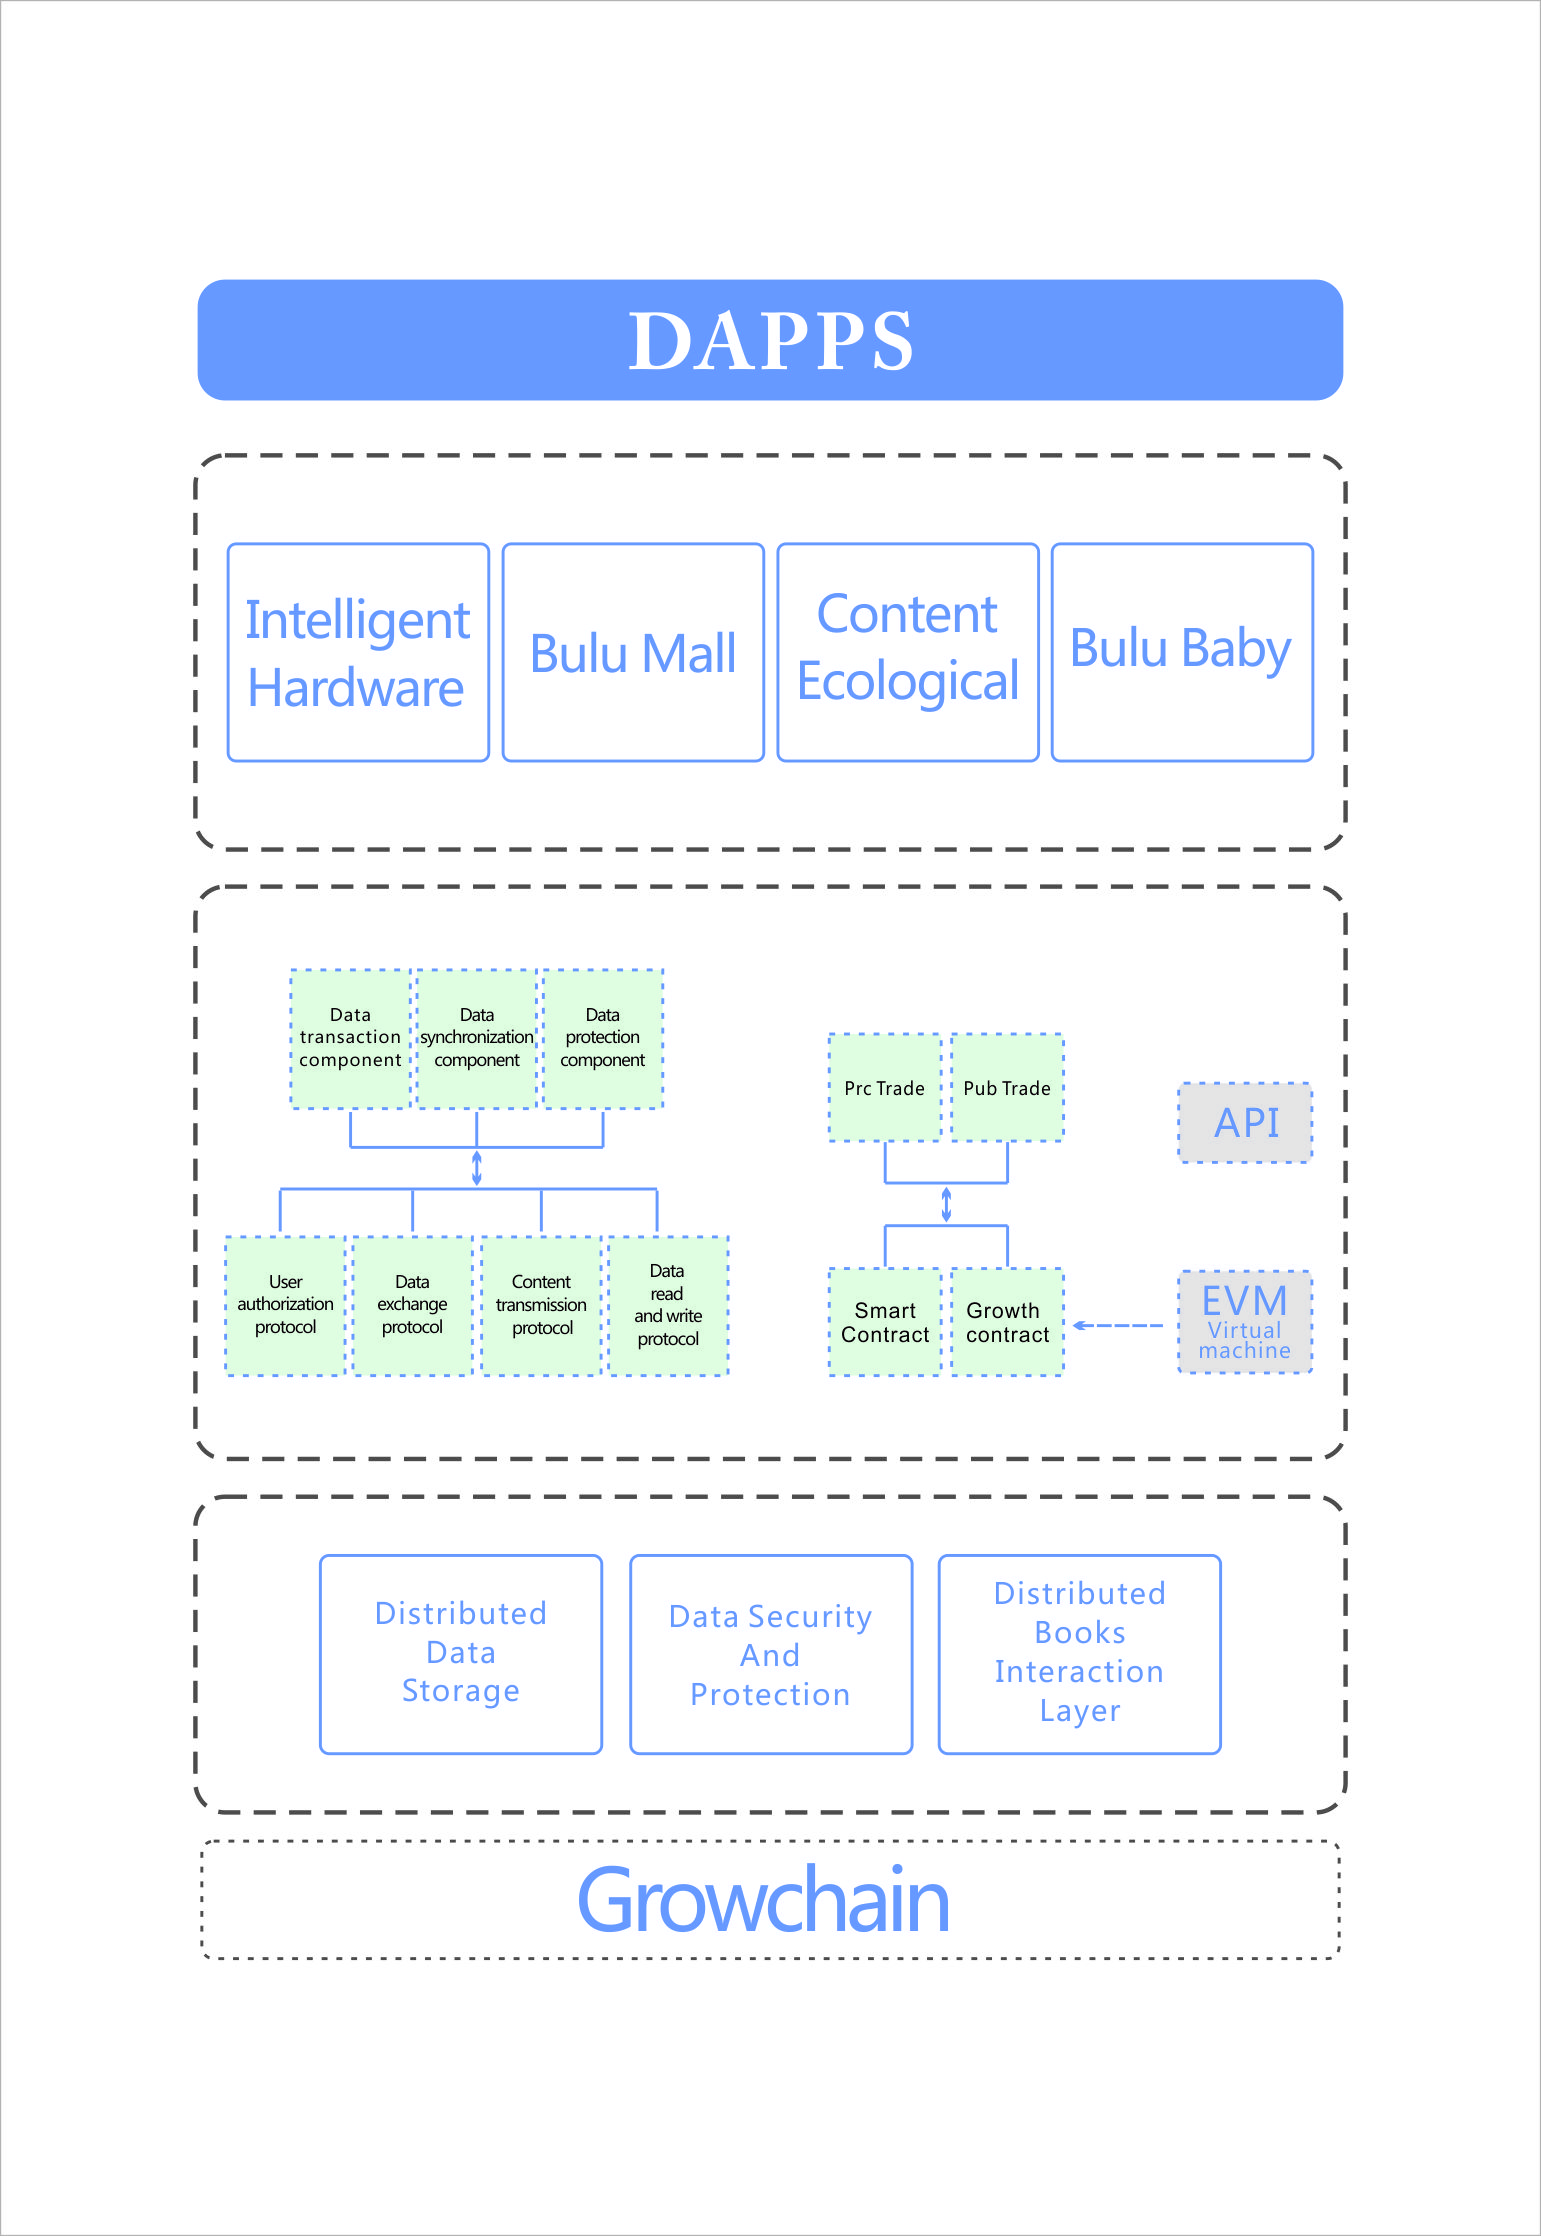 DAPPS
Intelligent
Hardware
Bulu Mall
Content
Ecological
Bulu Baby
Data
transaction
component
Data
synchronization
component
Data
protection
component
Prc Trade
Pub Trade
API
User
authorization
protocol
Data
exchange
protocol
Content
transmission
protocol
Data
read
and write
protocol
Smart
Contract
Growth
contract
EVM
Virtual
machine
Distributed
Data
Storage
Data Security
And
Protection
Distributed
Books
Interaction
Layer
Growchain